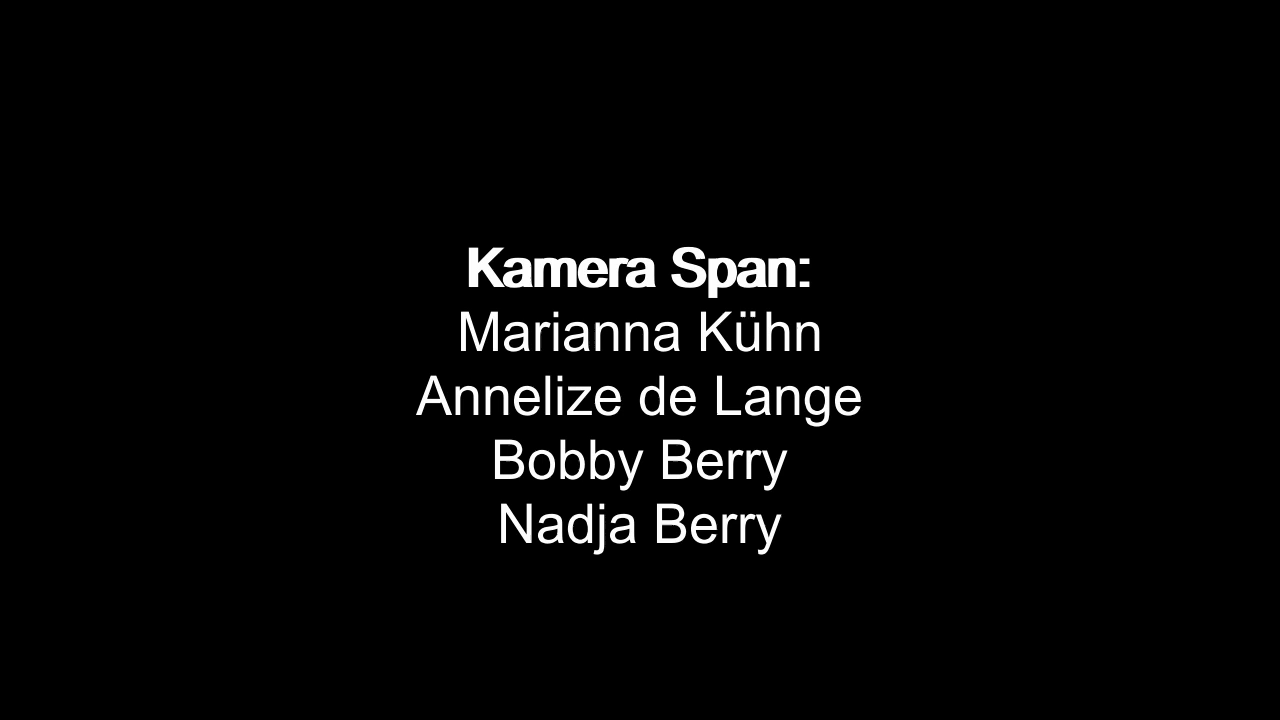 Kamera Span:
Marianna Kühn
Annelize de Lange
Bobby Berry
Nadja Berry